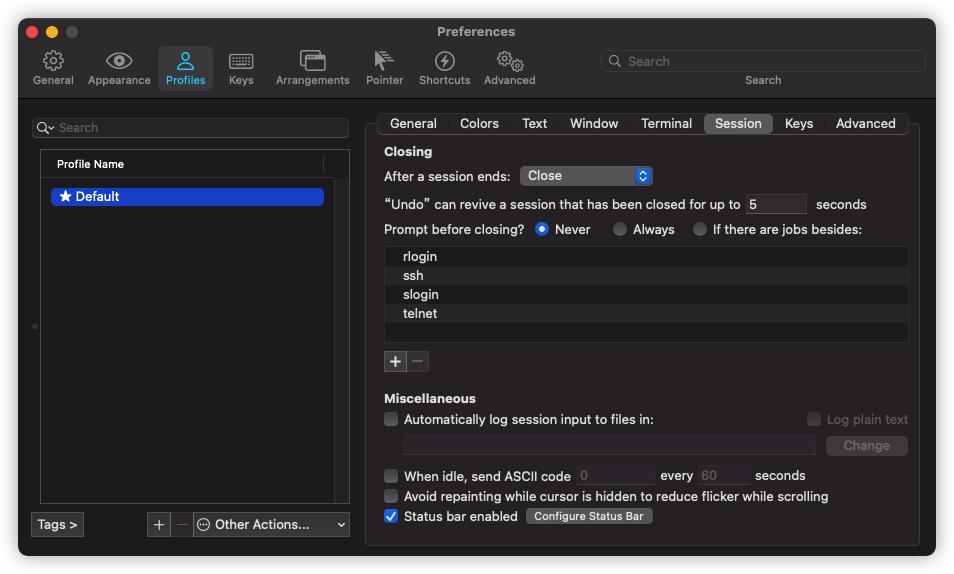 Preferences
General Appearance Profiles Keys Arrangements Pointer Shortcuts Advanced
Search
Search
Search
General Colors Text Window Terminal Session Keys Advanced
Profile Name
Default
Closing
After a session ends: Close
“Undo” can revive a session that has been closed for up to 5 seconds
Prompt before closing? Never Always If there are jobs besides:
rlogin
ssh
slogin
telnet
+ −
Miscellaneous
Automatically log session input to files in: Log plain text
Change
When idle, send ASCII code 0 every 60 seconds
Avoid repainting while cursor is hidden to reduce flicker while scrolling
Status bar enabled Configure Status Bar
Tags > + − Other Actions...